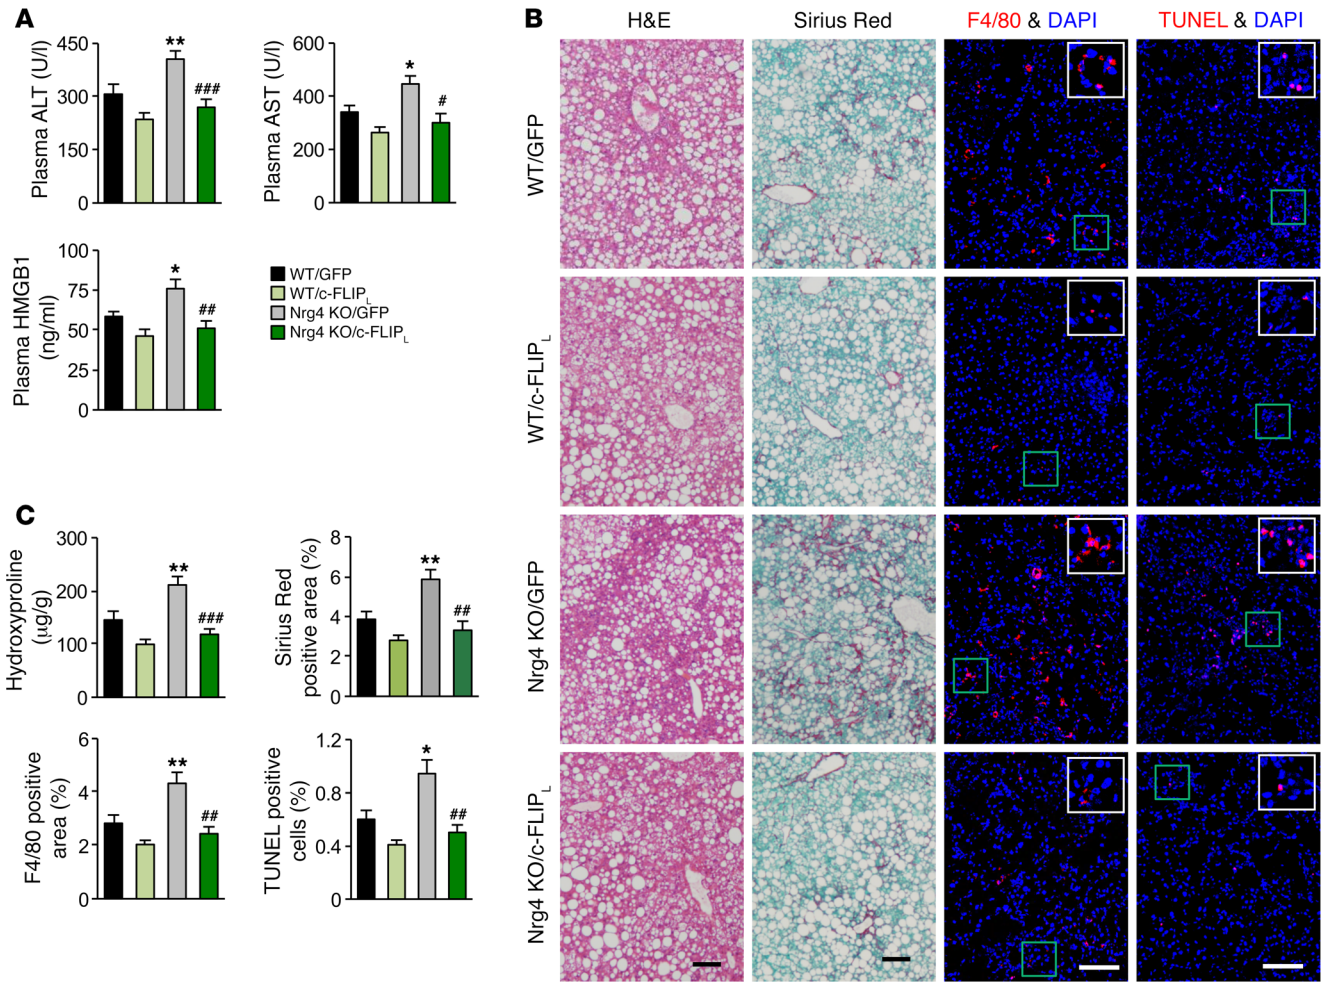 A
Plasma ALT (U/l)
450
300
150
0
**
###
Plasma AST (U/l)
600
400
200
0
*
#
Plasma HMGB1
(ng/ml)
100
75
50
25
0
*
##
WT/GFP
WT/c-FLIPL
Nrg4 KO/GFP
Nrg4 KO/c-FLIPL
B
H&E
Sirius Red
F4/80 & DAPI
TUNEL & DAPI
WT/GFP
WT/c-FLIPL
Nrg4 KO/GFP
Nrg4 KO/c-FLIPL
C
Hydroxyproline
(µg/g)
300
200
100
0
**
###
Sirius Red
positive area (%)
8
6
4
2
0
**
##
F4/80 positive
area (%)
6
4
2
0
**
##
TUNEL positive
cells (%)
1.2
0.8
0.4
0
*
##